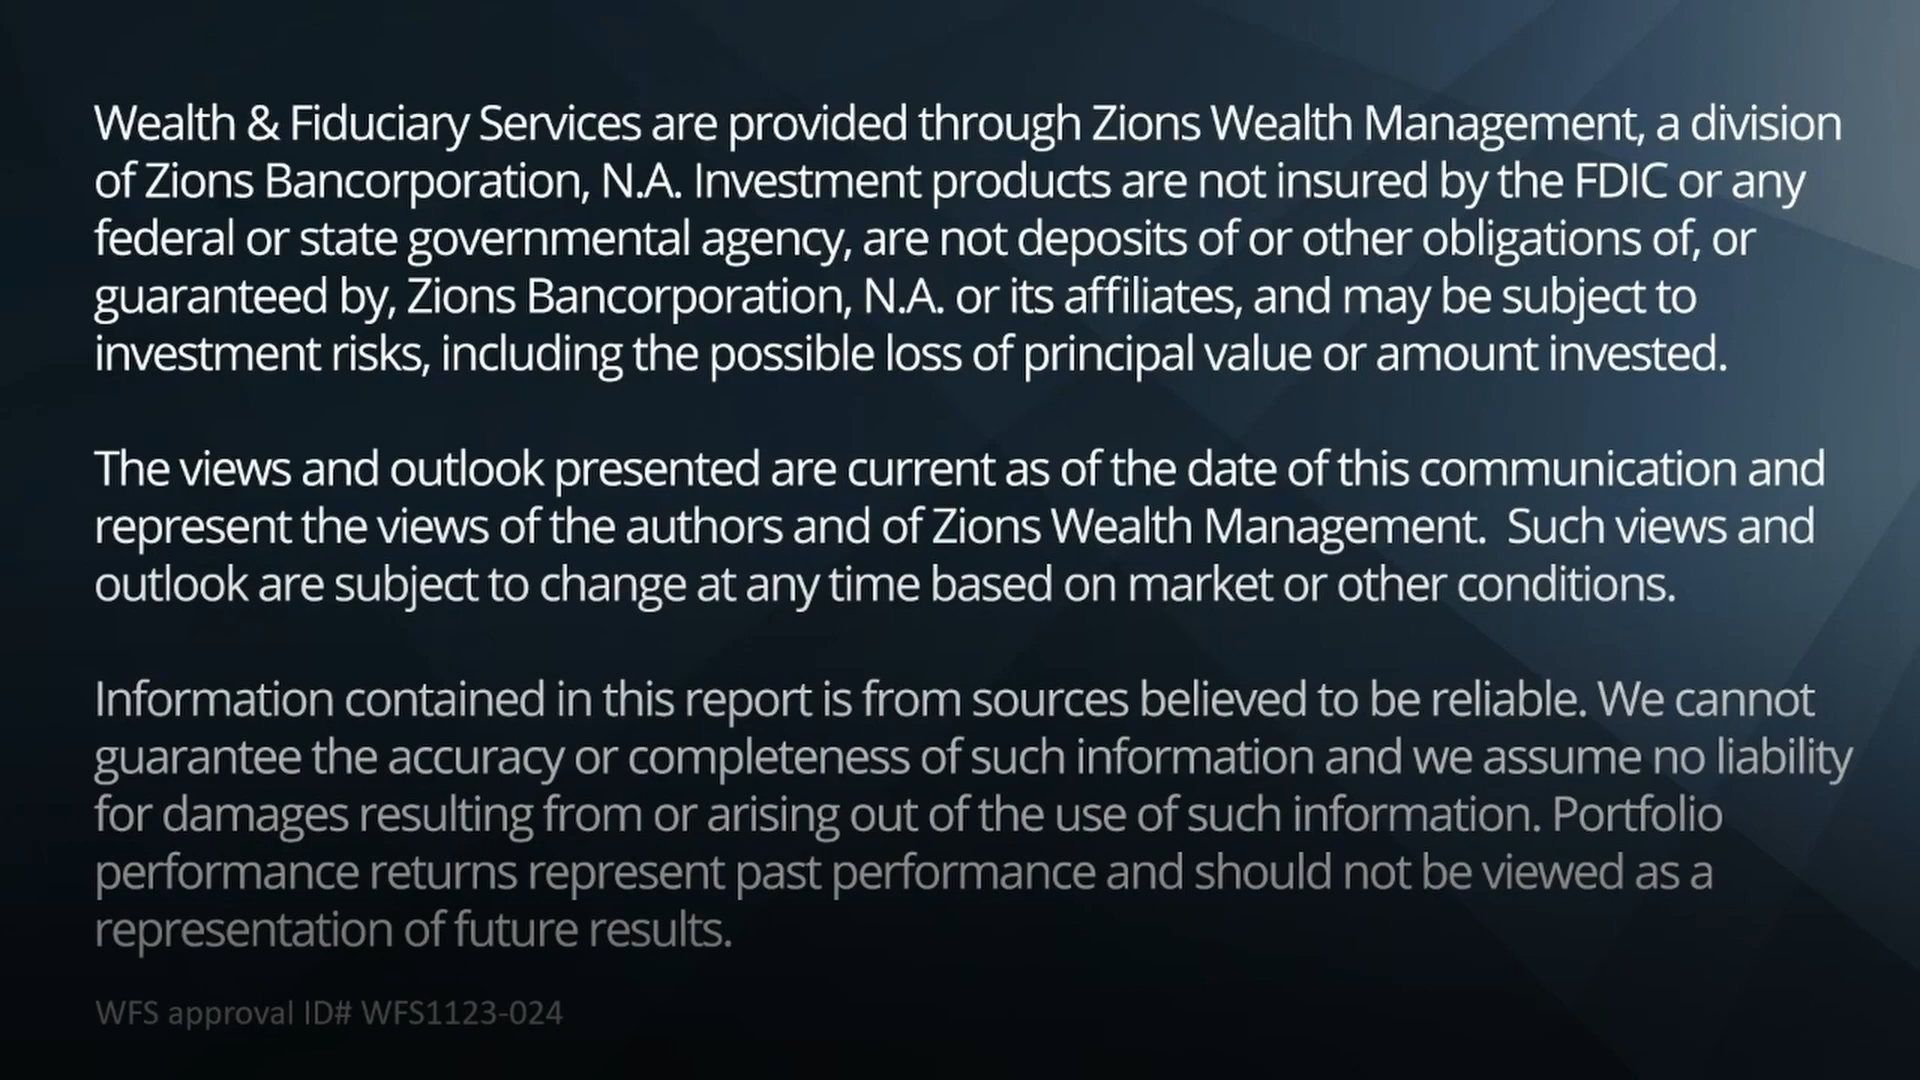 Wealth & Fiduciary Services are provided through Zions Wealth Management, a division
of Zions Bancorporation, N.A. Investment products are not insured by the FDIC or any
federal or state governmental agency, are not deposits of or other obligations of, or
guaranteed by, Zions Bancorporation, N.A. or its affiliates, and may be subject to
investment risks, including the possible loss of principal value or amount invested.
The views and outlook presented are current as of the date of this communication and
represent the views of the authors and of Zions Wealth Management.  Such views and
outlook are subject to change at any time based on market or other conditions.
Information contained in this report is from sources believed to be reliable. We cannot
guarantee the accuracy or completeness of such information and we assume no liability
for damages resulting from or arising out of the use of such information. Portfolio
performance returns represent past performance and should not be viewed as a
representation of future results.
WFS approval ID# WFS1123-024